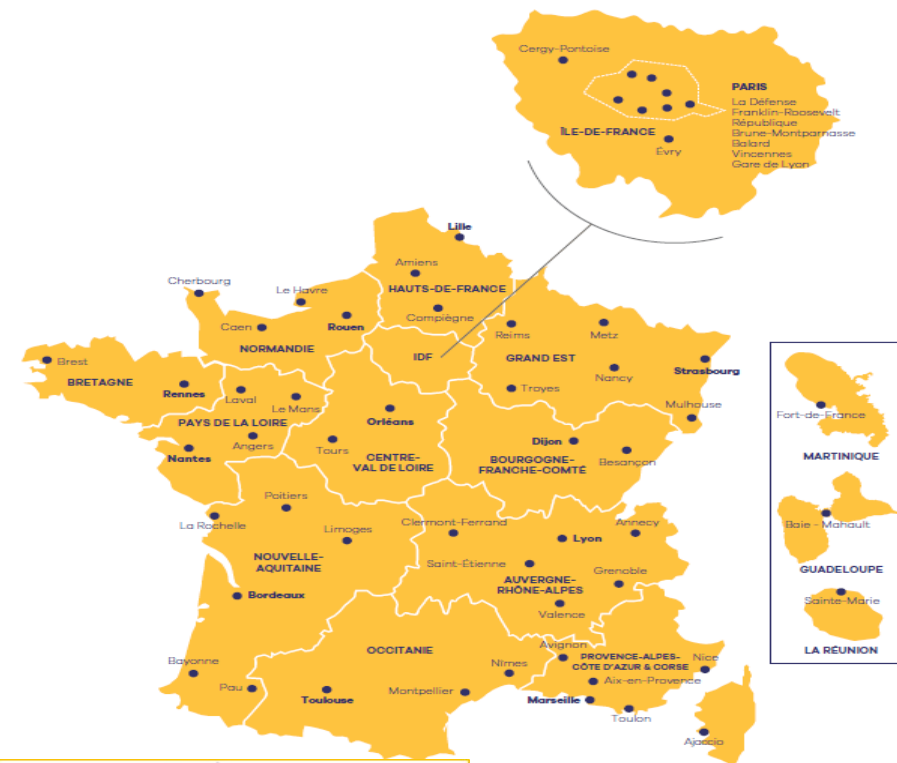 Cergy-Pontoise
PARIS
La Défense
Franklin-Roosevelt
République
Brune-Montparnasse
Balard
Vincennes
Gare de Lyon
ÎLE-DE-FRANCE
Évry
Lille
Amiens
HAUTS-DE-FRANCE
Compiègne
Cherbourg
Le Havre
Caen
Rouen
NORMANDIE
IDF
Reims
Metz
GRAND EST
Nancy
Troyes
Strasbourg
Mulhouse
Brest
BRETAGNE
Rennes
Laval
Le Mans
PAYS DE LA LOIRE
Angers
Nantes
Orléans
Tours
CENTRE-
VAL DE LOIRE
Dijon
BOURGOGNE-
FRANCHE-COMTÉ
Besançon
Poitiers
La Rochelle
Limoges
NOUVELLE-
AQUITAINE
Bordeaux
Clermont-Ferrand
Annecy
Lyon
Saint-Étienne
Grenoble
AUVERGNE-
RHÔNE-ALPES
Valence
OCCITANIE
Bayonne
Pau
Toulouse
Montpellier
Nîmes
Avignon
PROVENCE-ALPES-
CÔTE D'AZUR & CORSE
Nice
Aix-en-Provence
Marseille
Toulon
Ajaccio
Fort-de-France
MARTINIQUE
Baie - Mahault
GUADELOUPE
Sainte-Marie
LA RÉUNION